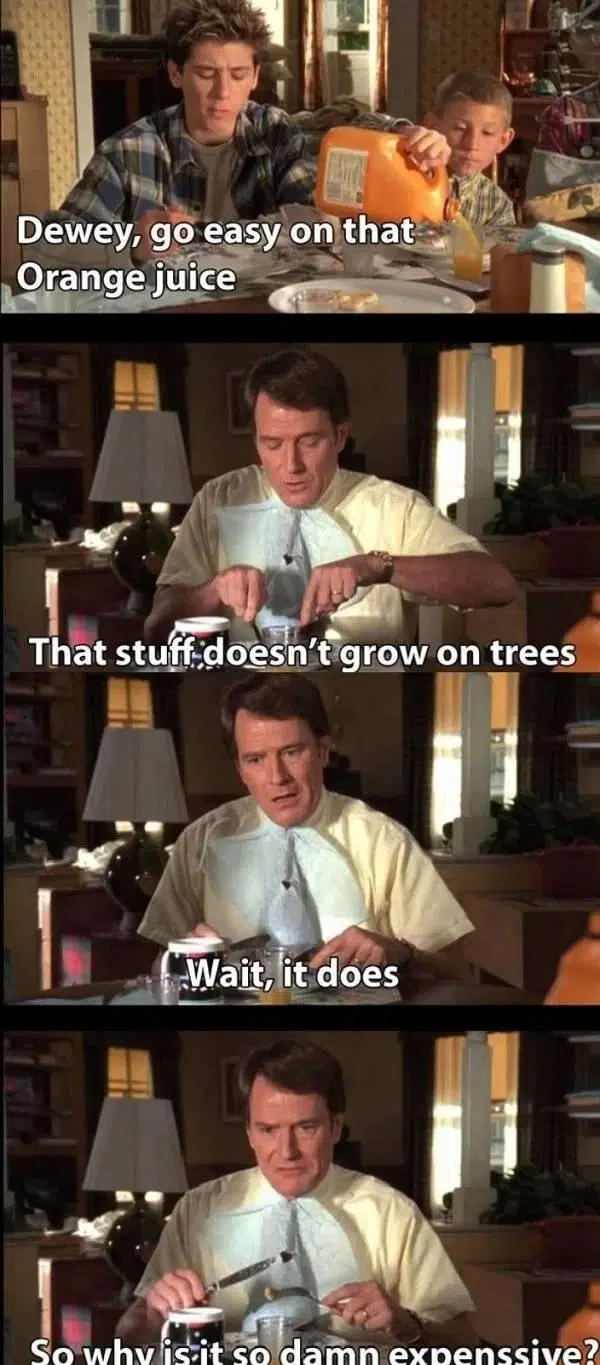 Dewey, go easy on that
Orange juice
That stuff doesn't grow on trees
Wait, it does
So why is it so damn expenssive?